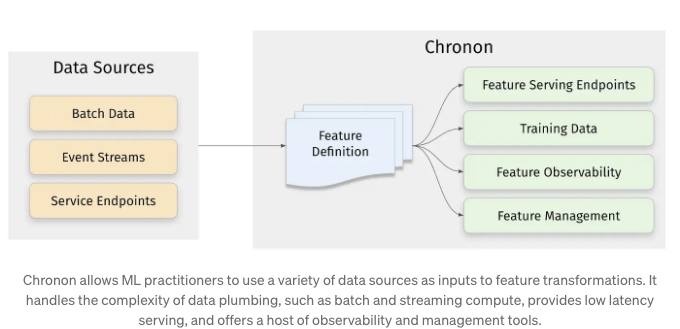 Data Sources
Batch Data
Event Streams
Service Endpoints
Chronon
Feature
Definition
Feature Serving Endpoints
Training Data
Feature Observability
Feature Management
Chronon allows ML practitioners to use a variety of data sources as inputs to feature transformations. It
handles the complexity of data plumbing, such as batch and streaming compute, provides low latency
serving, and offers a host of observability and management tools.